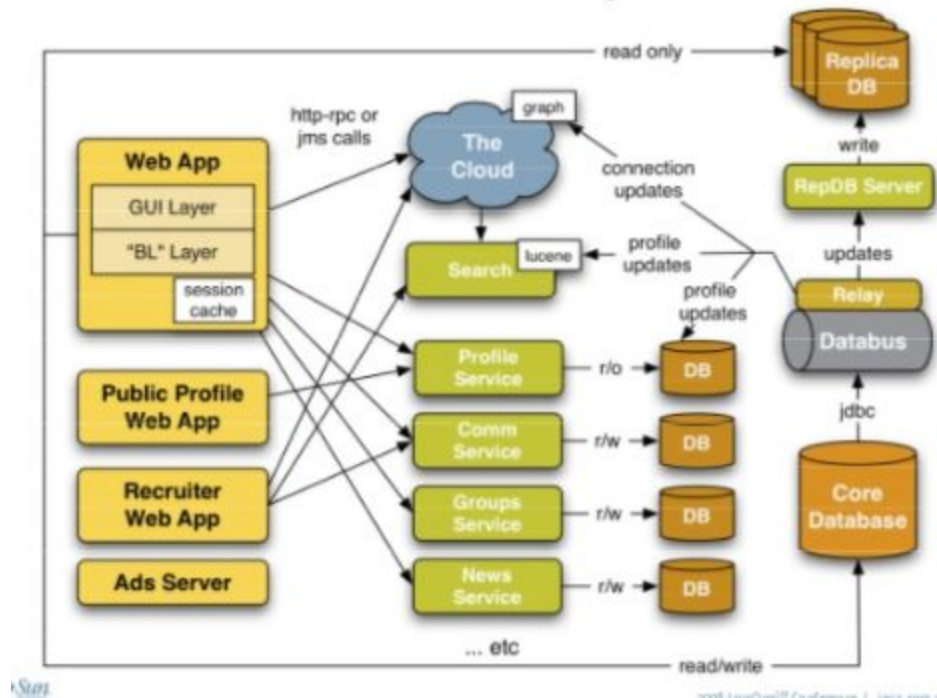 read only
Replica
DB
http-rpc or
jms calls
graph
The
Cloud
connection
updates
write
RepDB Server
Web App
GUI Layer
"BL" Layer
session
cache
Search
lucene
profile
updates
updates
profile
updates
Relay
Databus
Profile
Service
r/o
DB
Public Profile
Web App
jdbc
Comm
Service
r/w
DB
Recruiter
Web App
Core
Database
Groups
Service
r/w
DB
Ads Server
News
Service
r/w
DB
... etc
read/write
Sun